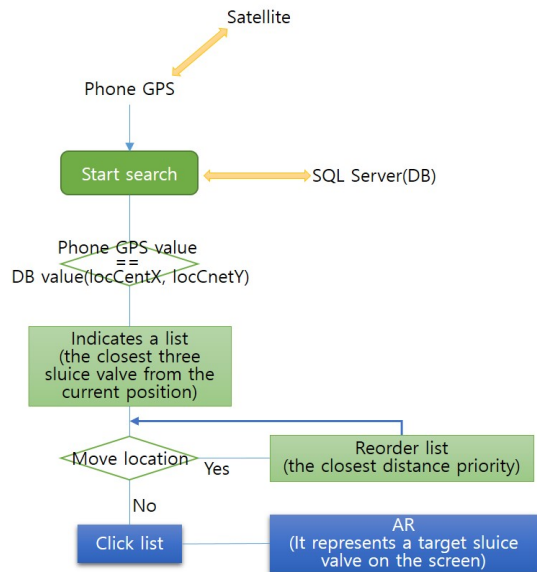 Satellite
Phone GPS
Start search
SQL Server(DB)
Phone GPS value
==
DB value(locCentX, locCnetY)
Indicates a list
(the closest three
sluice valve from the
current position)
Move location
Yes
Reorder list
(the closest distance priority)
No
Click list
AR
(It represents a target sluice
valve on the screen)